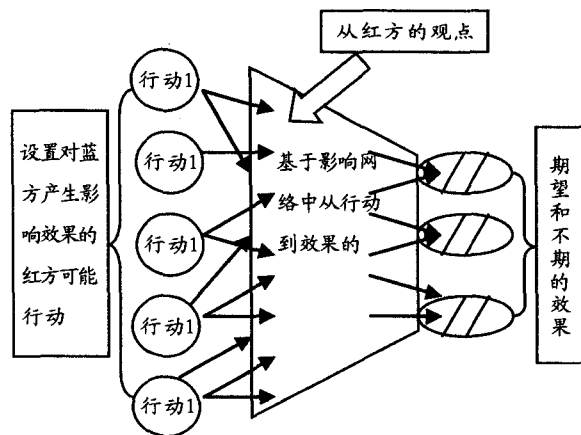 从红方的观点
行动1
行动1
行动1
行动1
行动1
设置对蓝
方产生影
响效果的
红方可能
行动
基于影响网
络中从行动
到效果的
期望和不期的效果